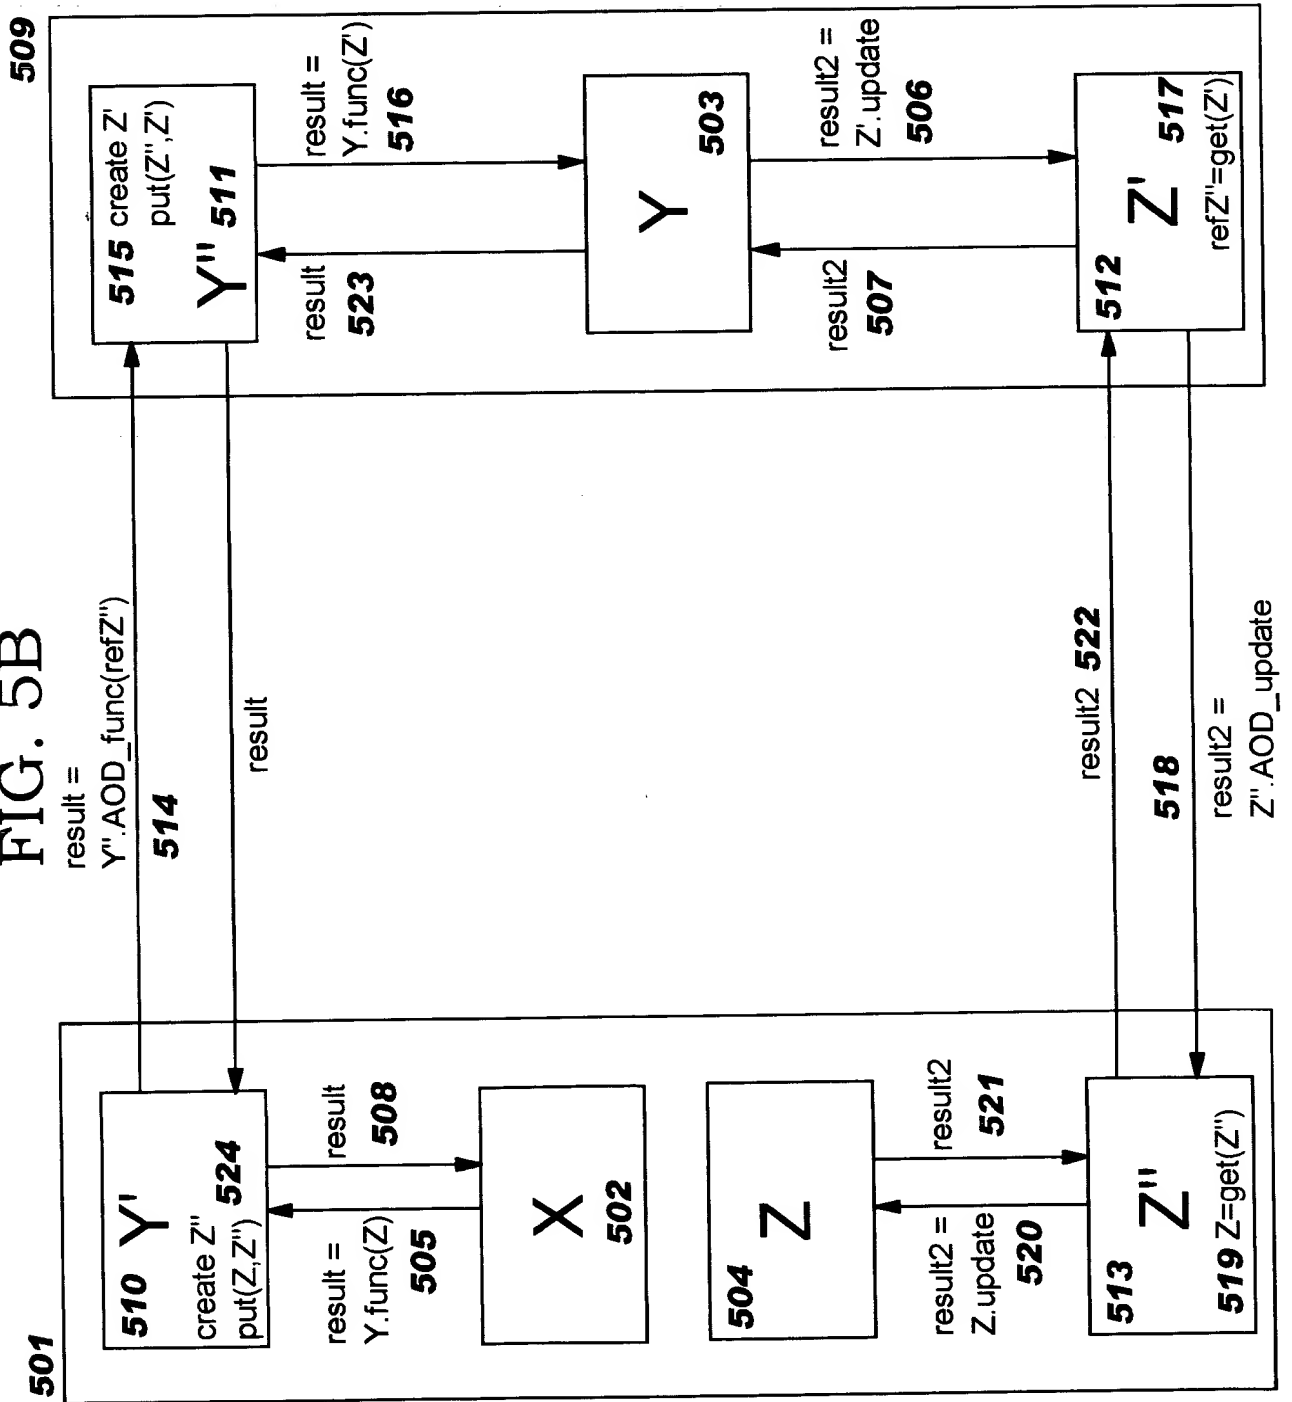 FIG. 5B
501
510 Y'
create Z"
put(Z,Z") 524
result =
Y.func(Z)
505
result
508
X
502
504
Z
result2 =
Z.update
520
result2
521
513
Z"
519 Z=get(Z")
result =
Y".AOD_func(refZ")
514
result
result2 522
518
result2 =
Z".AOD_update
509
515 create Z'
put(Z",Z')
Y" 511
result
523
result =
Y.func(Z')
516
Y
503
result2
507
result2 =
Z'.update
506
512
Z'
517
refZ"=get(Z')